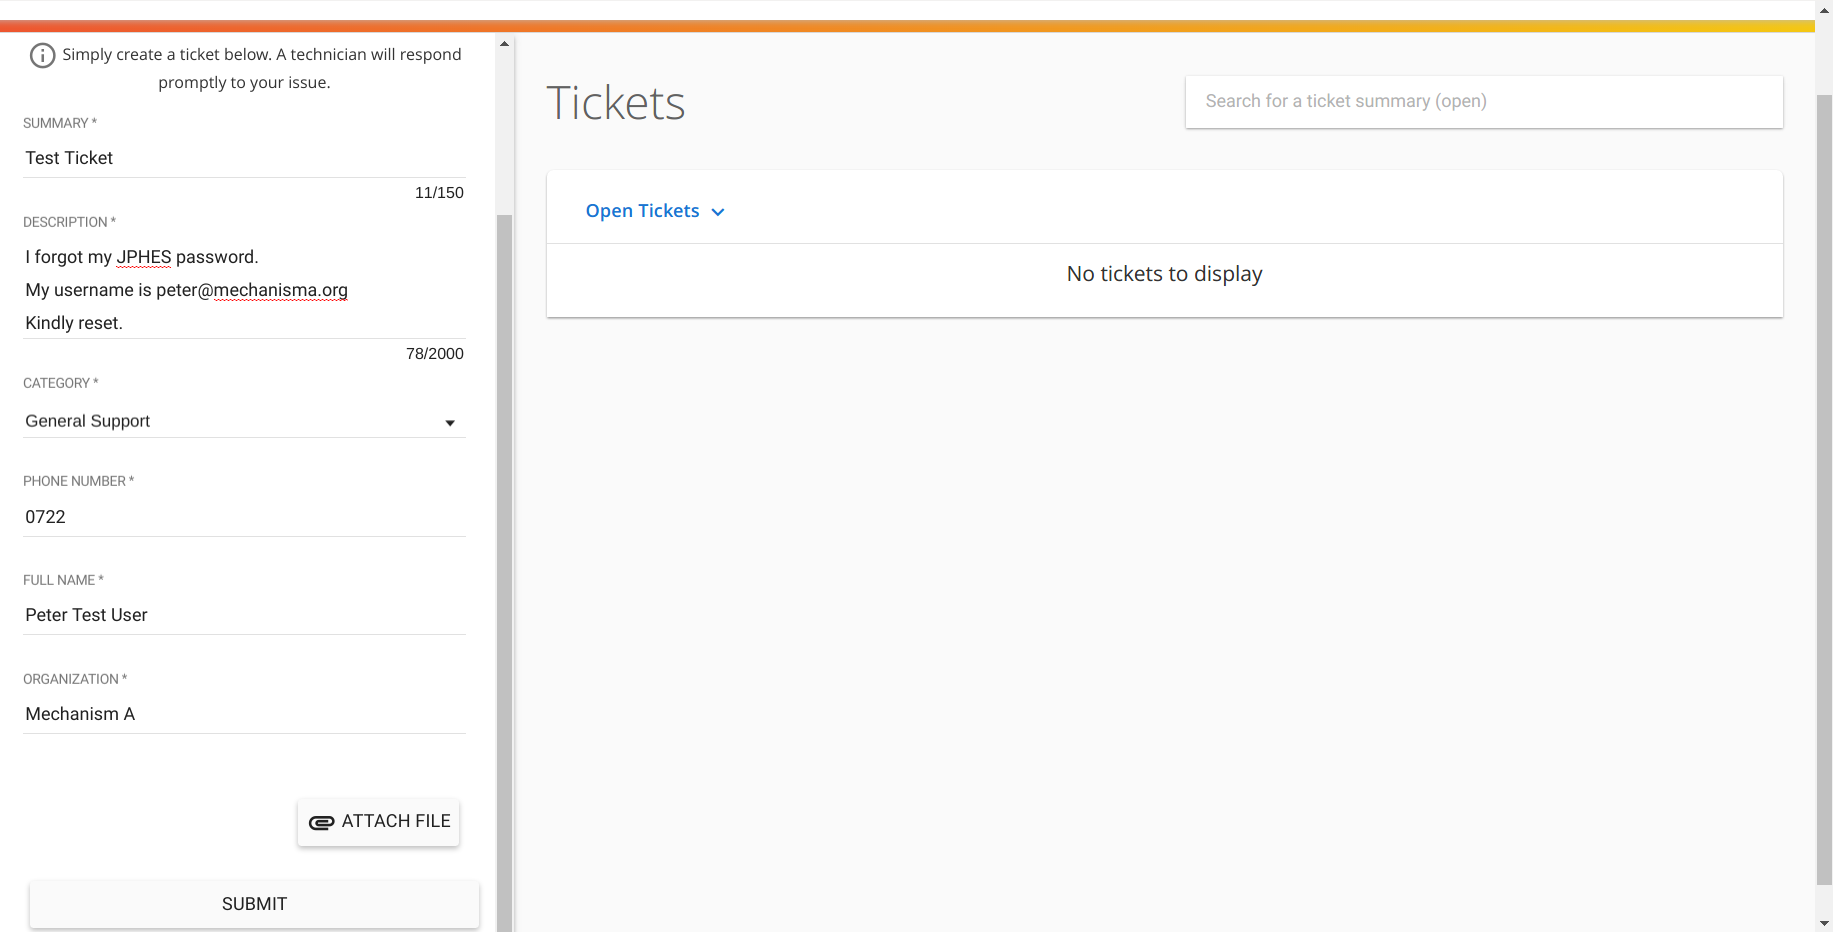 Simply create a ticket below. A technician will respond
promptly to your issue.
SUMMARY *
Test Ticket
11/150
DESCRIPTION *
I forgot my JPHES password.
My username is peter@mechanisma.org
Kindly reset.
78/2000
CATEGORY *
General Support
PHONE NUMBER *
0722
FULL NAME *
Peter Test User
ORGANIZATION *
Mechanism A
ATTACH FILE
SUBMIT
Tickets
Search for a ticket summary (open)
Open Tickets
No tickets to display